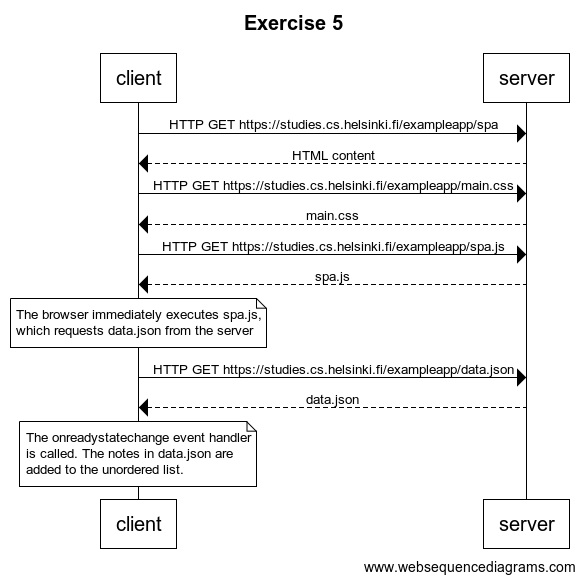 Exercise 5
client
server
HTTP GET https://studies.cs.helsinki.fi/exampleapp/spa
HTML content
HTTP GET https://studies.cs.helsinki.fi/exampleapp/main.css
main.css
HTTP GET https://studies.cs.helsinki.fi/exampleapp/spa.js
spa.js
The browser immediately executes spa.js,
which requests data.json from the server
HTTP GET https://studies.cs.helsinki.fi/exampleapp/data.json
data.json
The onreadystatechange event handler
is called. The notes in data.json are
added to the unordered list.
client
server
www.websequencediagrams.com